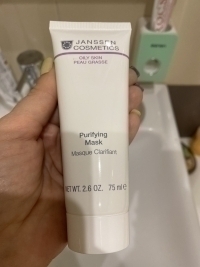 JANSSEN
COSMETICS
OILY SKIN
PEAU GRASSE
Purifying
Mask
Masque Clarifiant
NET WT. 2.6 OZ. 75 ml e